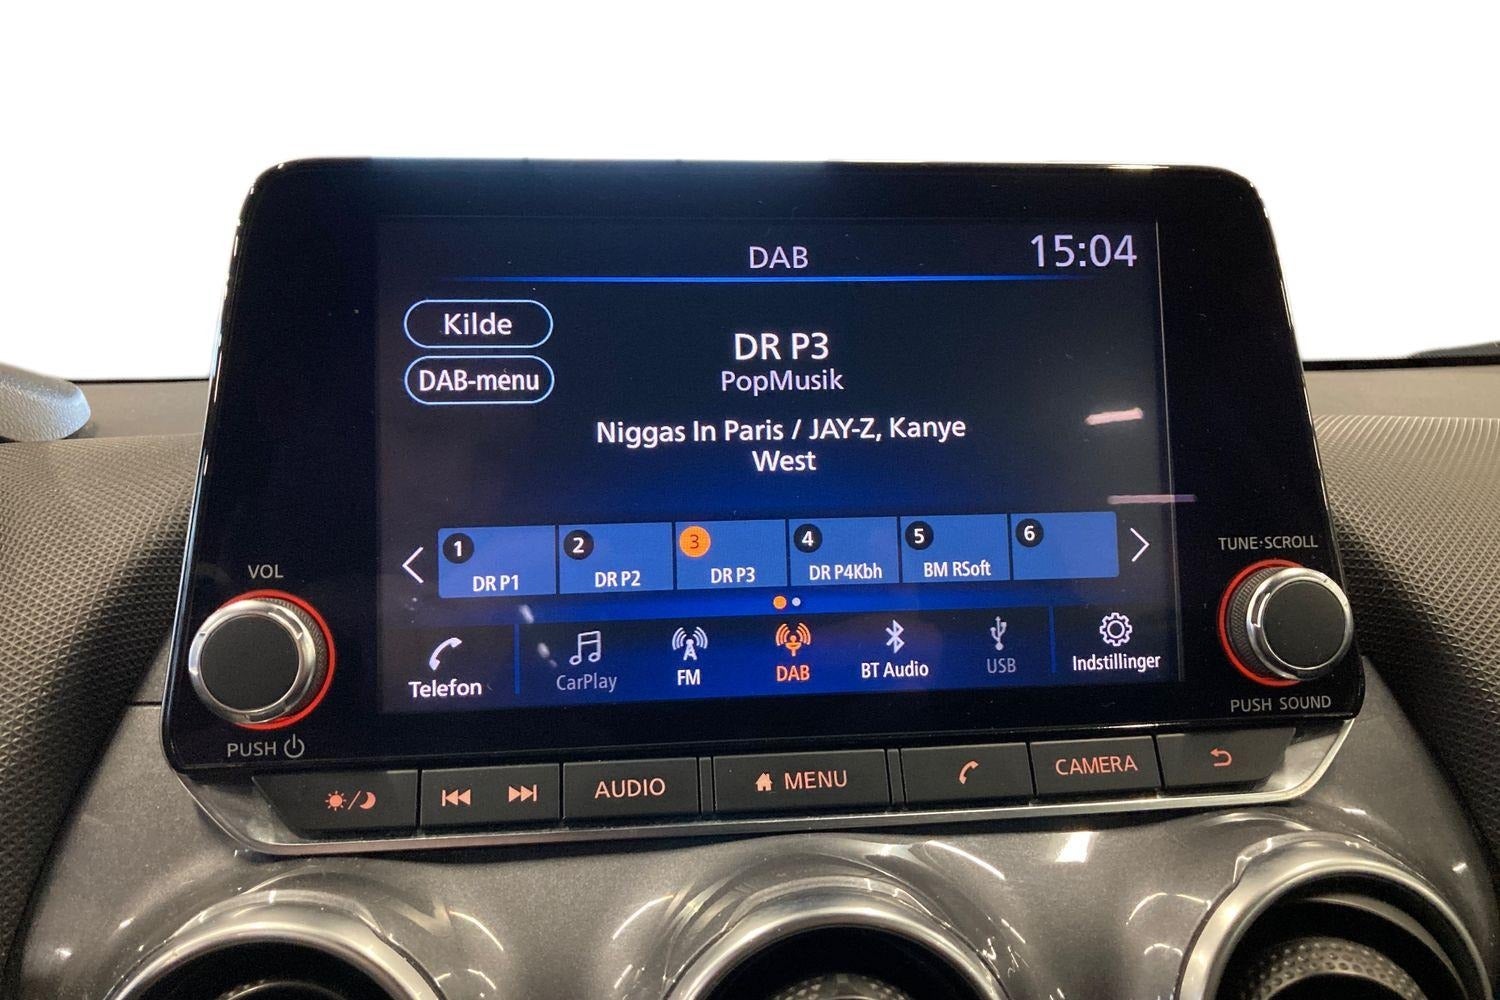 DAB
15:04
Kilde
DAB-menu
DR P3
PopMusik
Niggas In Paris / JAY-Z, Kanye
West
1 2 3 4 5 6
DR P1 DR P2 DR P3 DR P4Kbh BM RSoft
Telefon CarPlay FM DAB BT Audio USB Indstillinger
VOL
PUSH
TUNE·SCROLL
PUSH SOUND
AUDIO MENU CAMERA